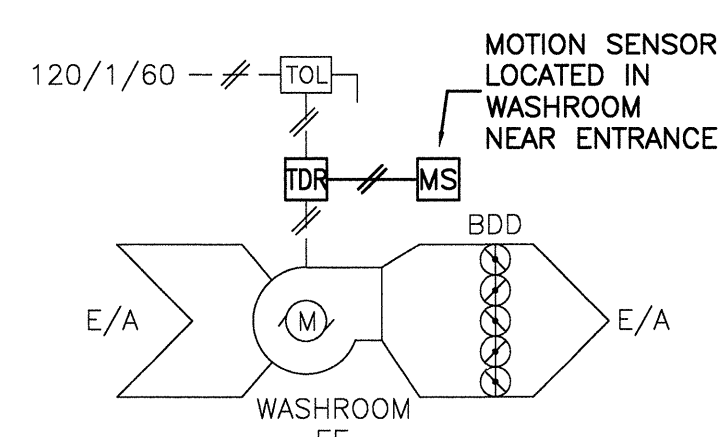 MOTION SENSOR
LOCATED IN
WASHROOM
NEAR ENTRANCE
120/1/60
TOL
TDR
MS
BDD
E/A
M
E/A
WASHROOM